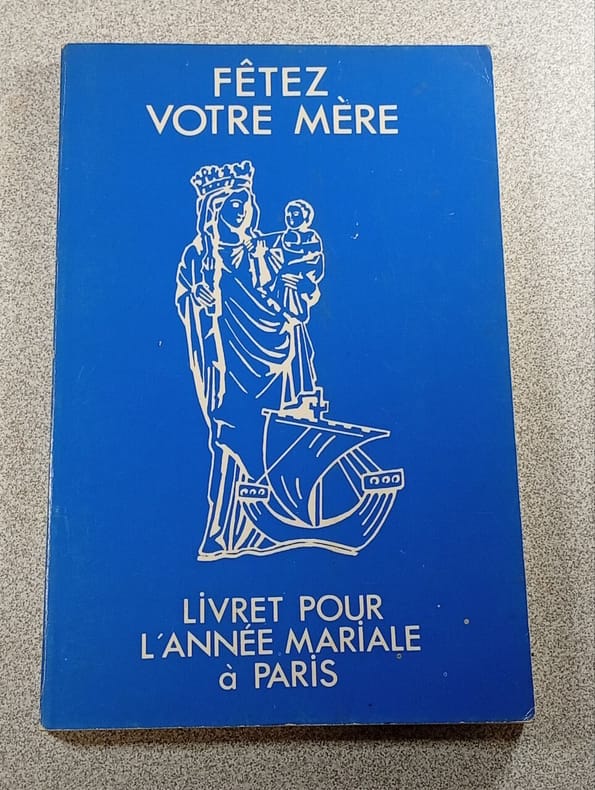 FÊTEZ
VOTRE MÈRE
LiVRET POUR
L'ANNÉE MARiALE
à PARiS